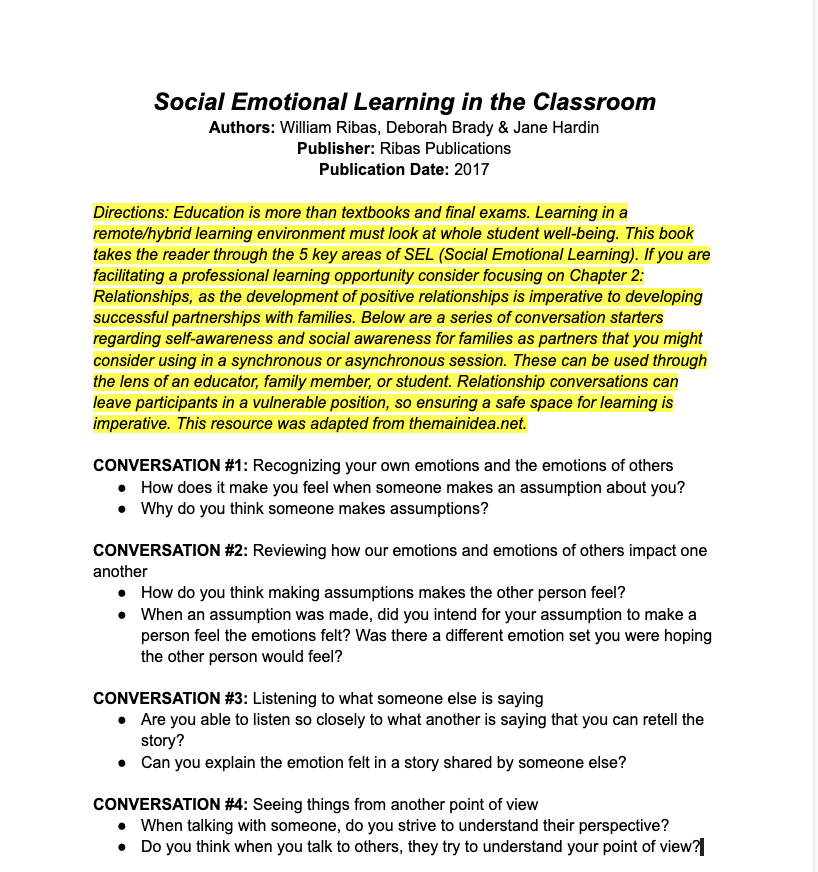 Social Emotional Learning in the Classroom
Authors: William Ribas, Deborah Brady & Jane Hardin
Publisher: Ribas Publications
Publication Date: 2017
Directions: Education is more than textbooks and final exams. Learning in a
remote/hybrid learning environment must look at whole student well-being. This book
takes the reader through the 5 key areas of SEL (Social Emotional Learning). If you are
facilitating a professional learning opportunity consider focusing on Chapter 2:
Relationships, as the development of positive relationships is imperative to developing
successful partnerships with families. Below are a series of conversation starters
regarding self-awareness and social awareness for families as partners that you might
consider using in a synchronous or asynchronous session. These can be used through
the lens of an educator, family member, or student. Relationship conversations can
leave participants in a vulnerable position, so ensuring a safe space for learning is
imperative. This resource was adapted from themainidea.net.
CONVERSATION #1: Recognizing your own emotions and the emotions of others
● How does it make you feel when someone makes an assumption about you?
● Why do you think someone makes assumptions?
CONVERSATION #2: Reviewing how our emotions and emotions of others impact one
another
● How do you think making assumptions makes the other person feel?
● When an assumption was made, did you intend for your assumption to make a
person feel the emotions felt? Was there a different emotion set you were hoping
the other person would feel?
CONVERSATION #3: Listening to what someone else is saying
● Are you able to listen so closely to what another is saying that you can retell the
story?
● Can you explain the emotion felt in a story shared by someone else?
CONVERSATION #4: Seeing things from another point of view
● When talking with someone, do you strive to understand their perspective?
● Do you think when you talk to others, they try to understand your point of view?